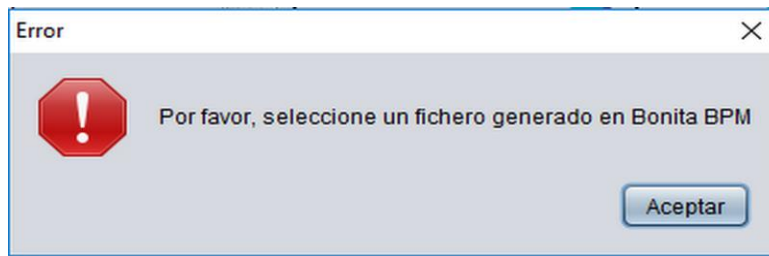 Error
Por favor, seleccione un fichero generado en Bonita BPM
Aceptar